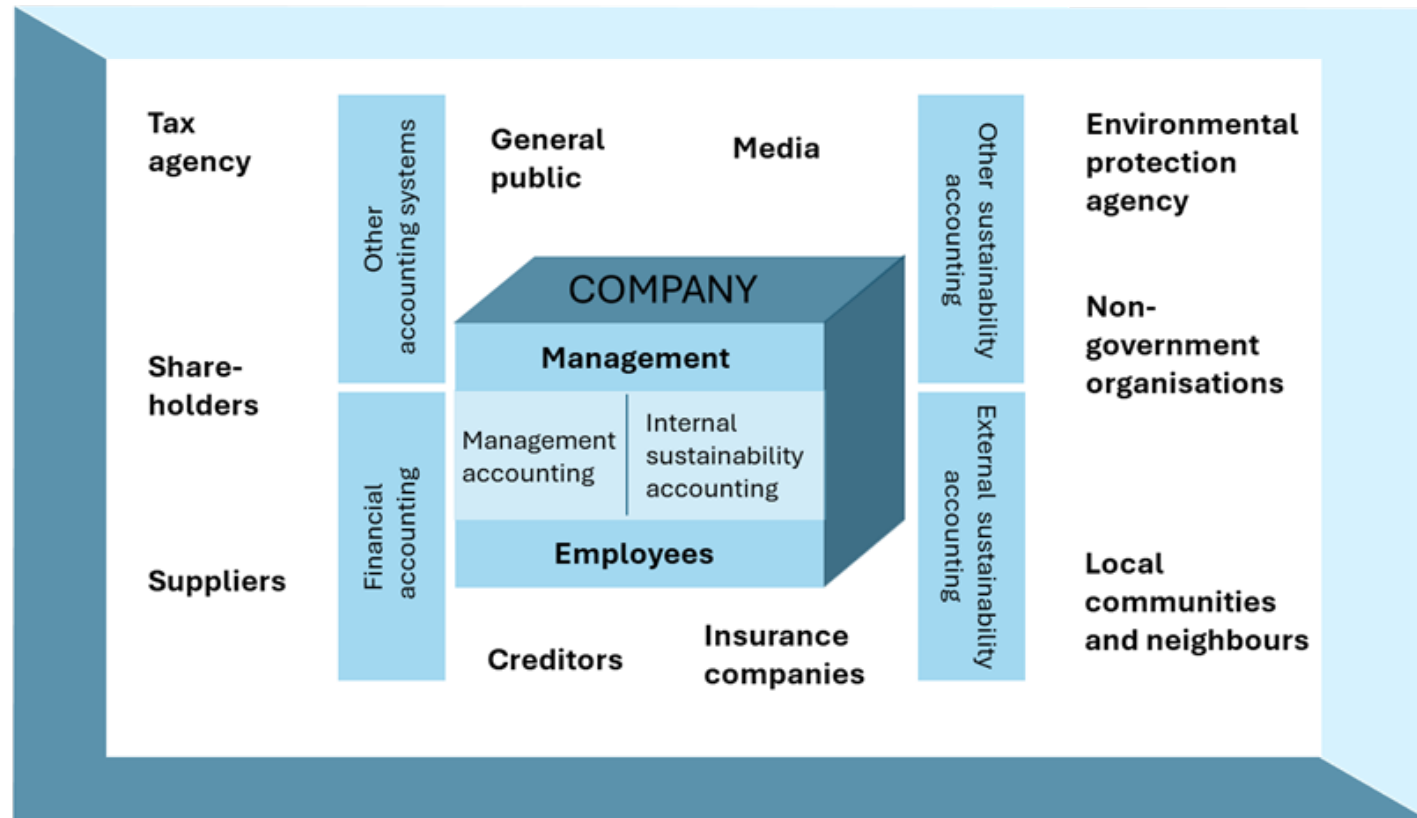 Tax
agency
Other
accounting systems
General
public
Media
Other sustainability
accounting
Environmental
protection
agency
COMPANY
Management
Management
accounting
Internal
sustainability
accounting
Employees
Share-
holders
Non-
government
organisations
Financial
accounting
External sustainability
accounting
Suppliers
Local
communities
and neighbours
Creditors
Insurance
companies